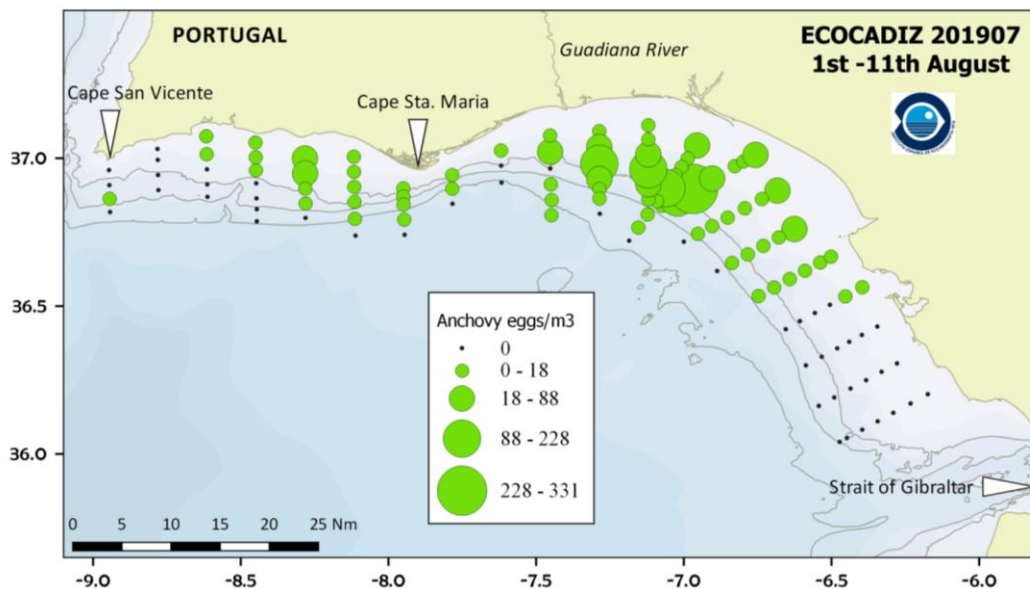 PORTUGAL
Guadiana River
ECOCADIZ 201907
1st -11th August
Cape San Vicente
Cape Sta. Maria
37.0
36.5
36.0
Anchovy eggs/m3
0
0 - 18
18 - 88
88 - 228
228 - 331
Strait of Gibraltar
0 5 10 15 20 25 Nm
-9.0 -8.5 -8.0 -7.5 -7.0 -6.5 -6.0